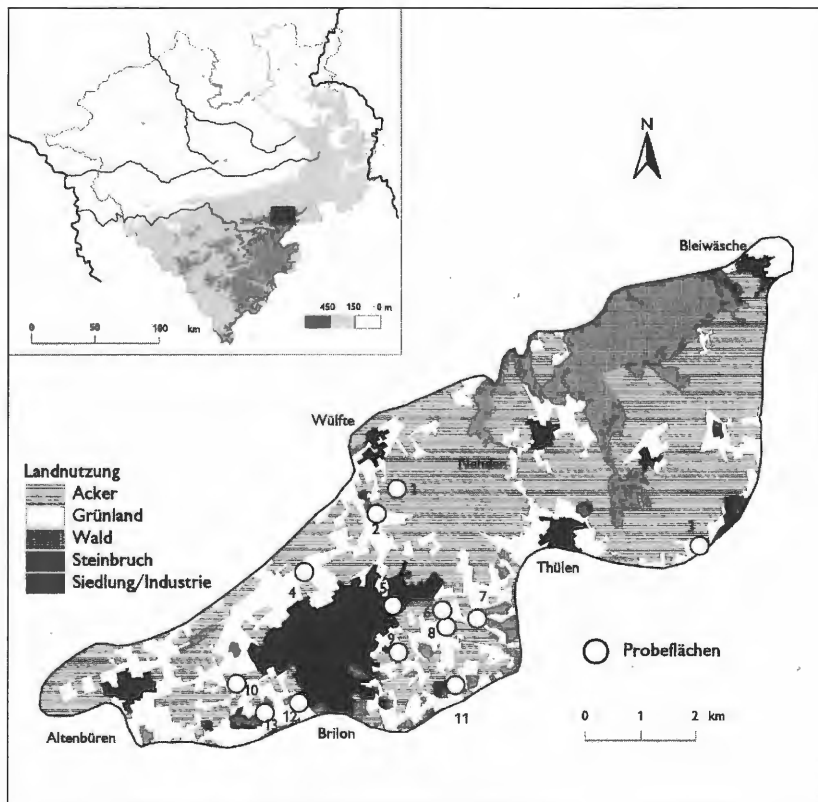 450 150 0 m
0 50 100
km
N
Bleiwäsche
Wülfte
Landnutzung
Acker
Grünland
Wald
Steinbruch
Siedlung/Industrie
Nehden
1
2
3
Thülen
4
5
6
7
8
9
Probeflächen
10
11
12
13
Altenbüren
Brilon
0 1 2 km